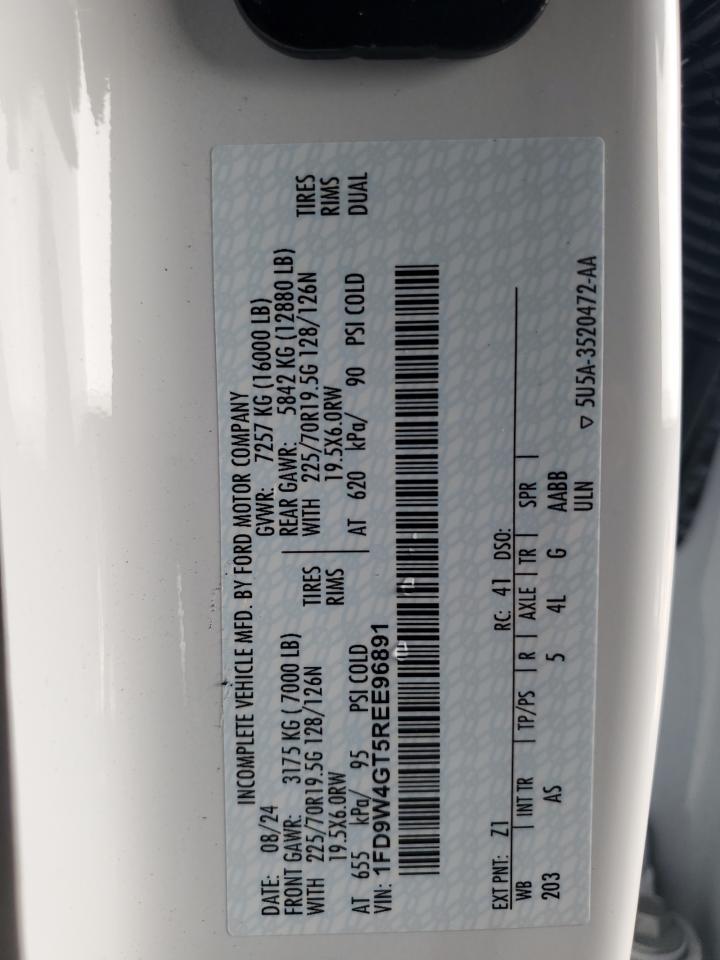 INCOMPLETE VEHICLE MFD. BY FORD MOTOR COMPANY
DATE: 08/24 GVWR: 7257 KG (16000 LB)
FRONT GAWR: 3175 KG ( 7000 LB) REAR GAWR: 5842 KG (12880 LB)
WITH 225/70R19.5G 128/126N TIRES WITH 225/70R19.5G 128/126N TIRES
19.5X6.0RW RIMS 19.5X6.0RW RIMS
AT 655 kPa/ 95 PSI COLD AT 620 kPa/ 90 PSI COLD DUAL
VIN: 1FD9W4GT5REE96891
EXT PNT: Z1 RC: 41 DSO:
WB | INT TR | TP/PS | R | AXLE | TR | SPR |
203 AS 5 4L G AABB
ULN
▽ 5U5A-3520472-AA